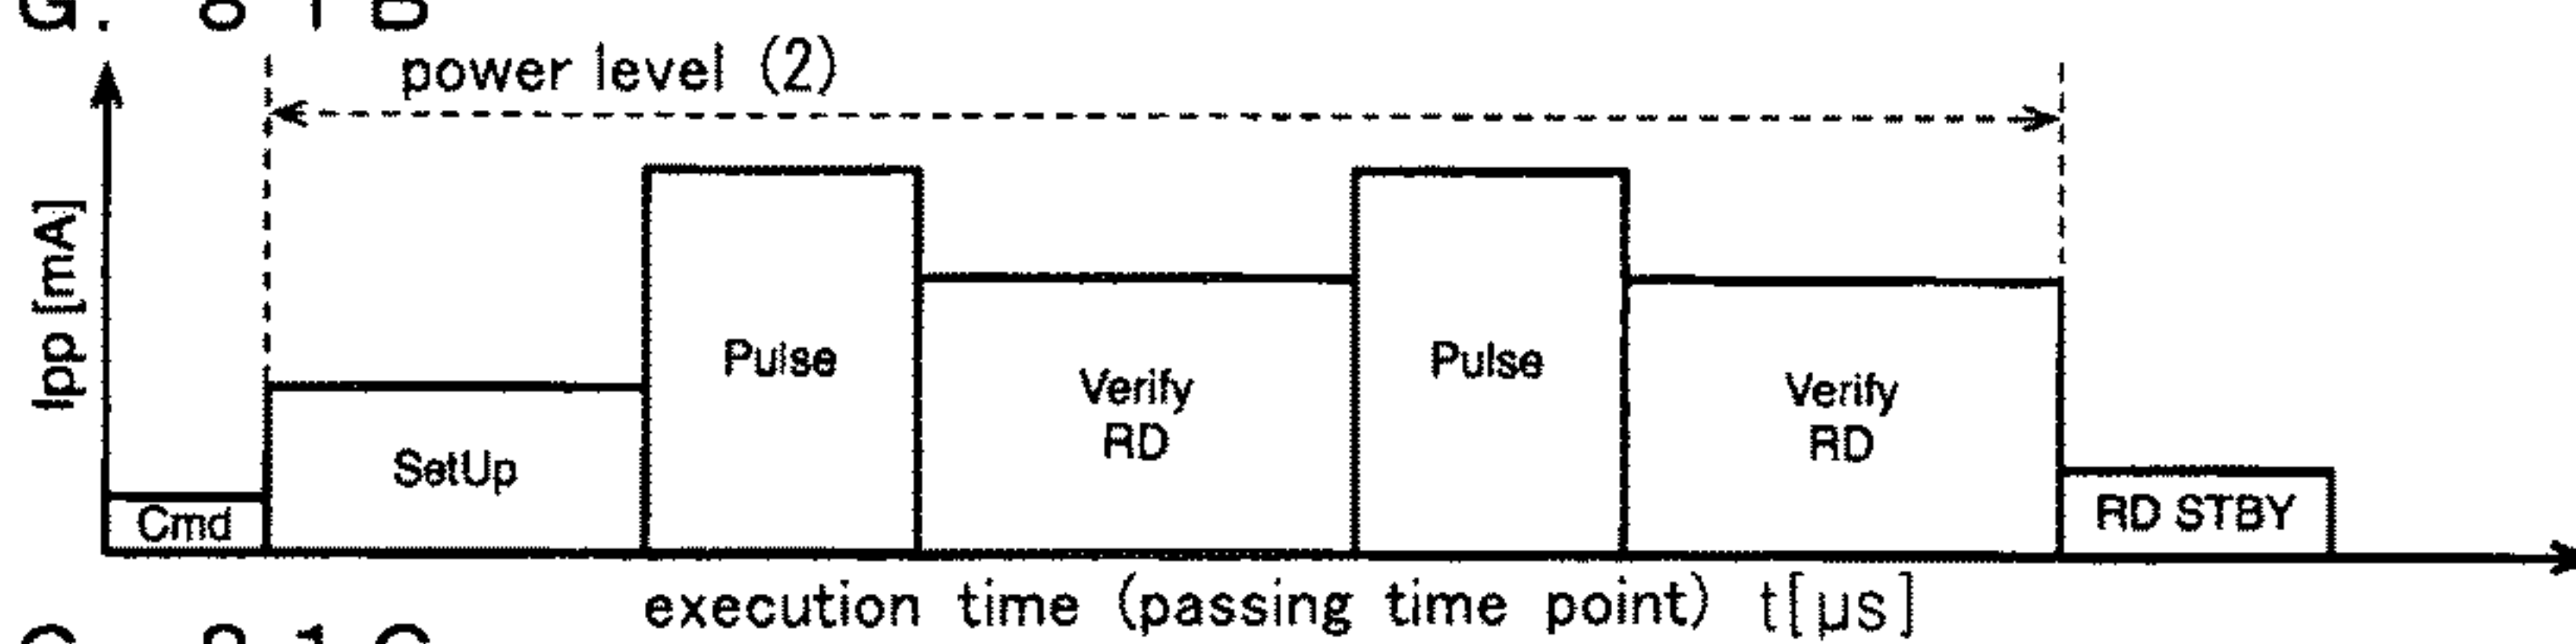 power level (2)
Ipp [mA]
Cmd
SetUp
Pulse
Verify
RD
Pulse
Verify
RD
RD STBY
execution time (passing time point) t[μs]